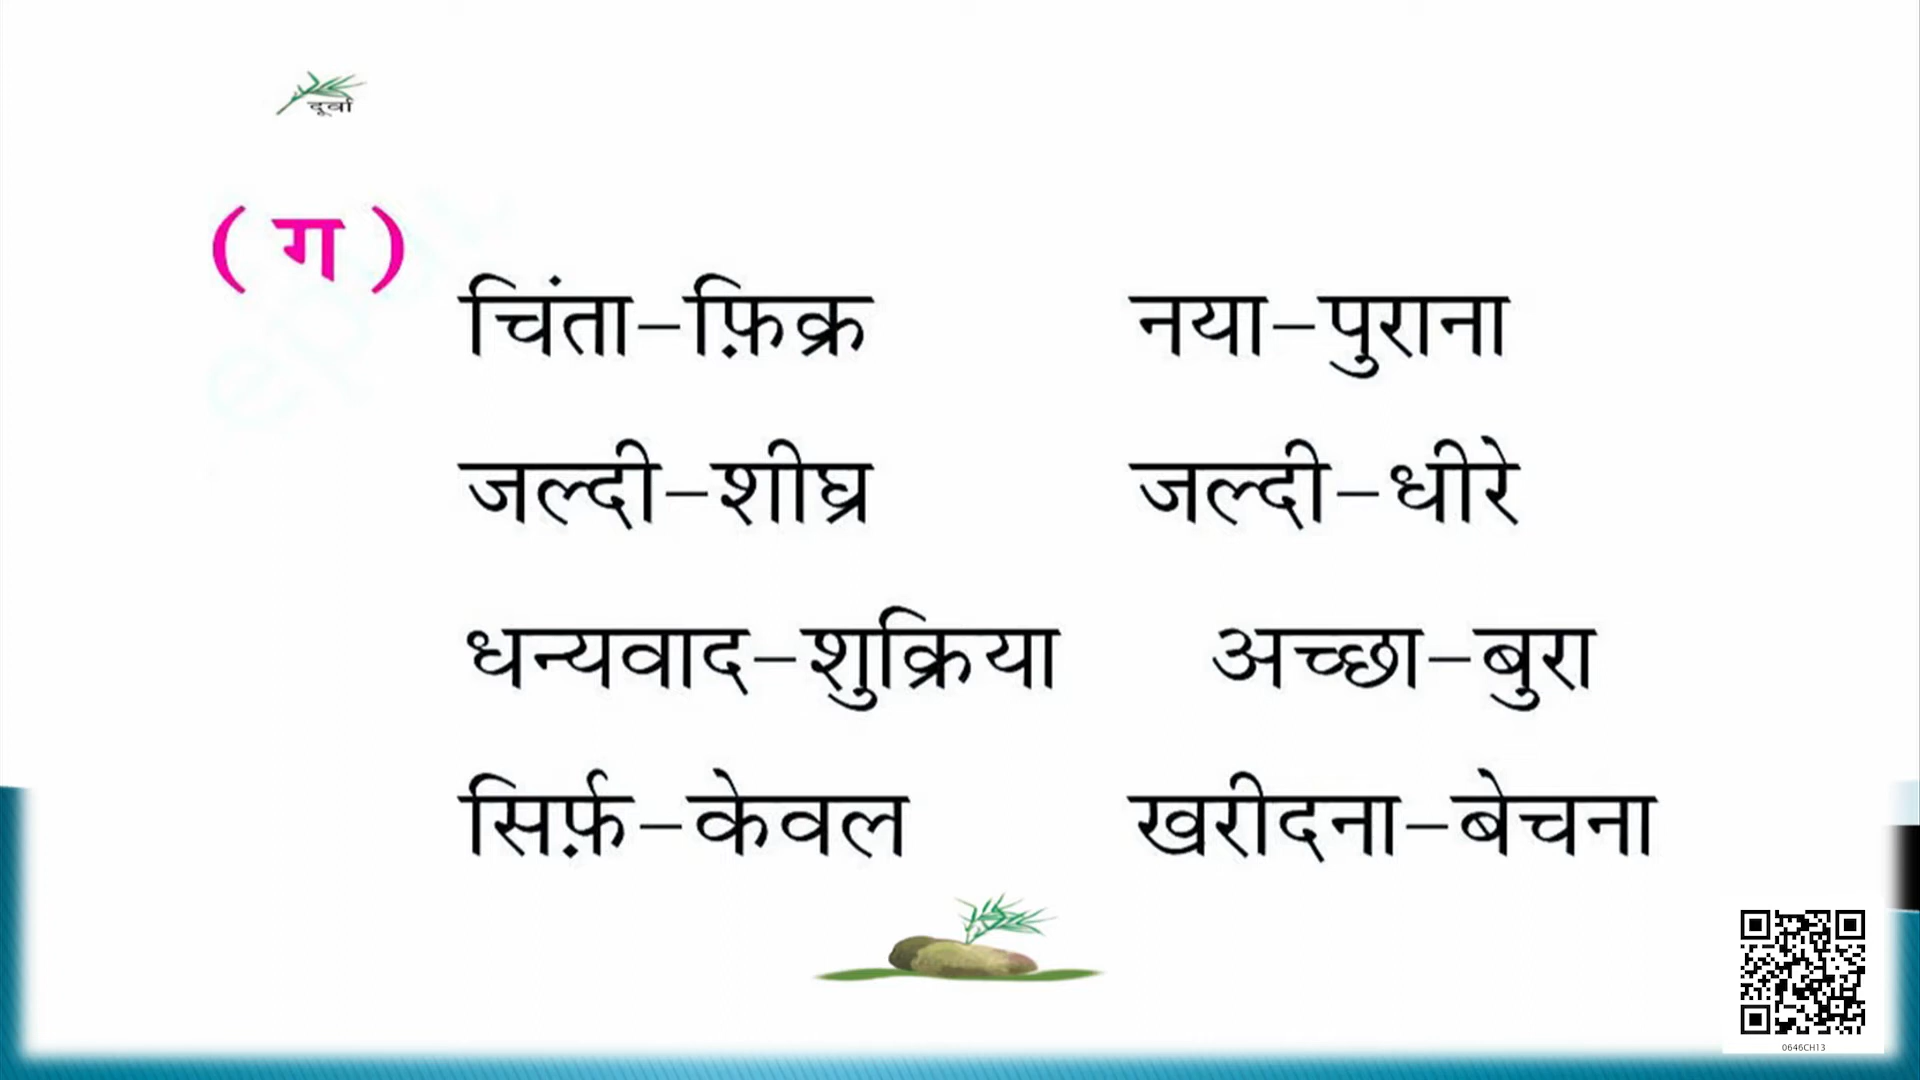 दूर्वा
( ग )
चिंता–फ़िक्र नया–पुराना
जल्दी–शीघ्र जल्दी–धीरे
धन्यवाद–शुक्रिया अच्छा–बुरा
सिर्फ़–केवल खरीदना–बेचना
0646CH13